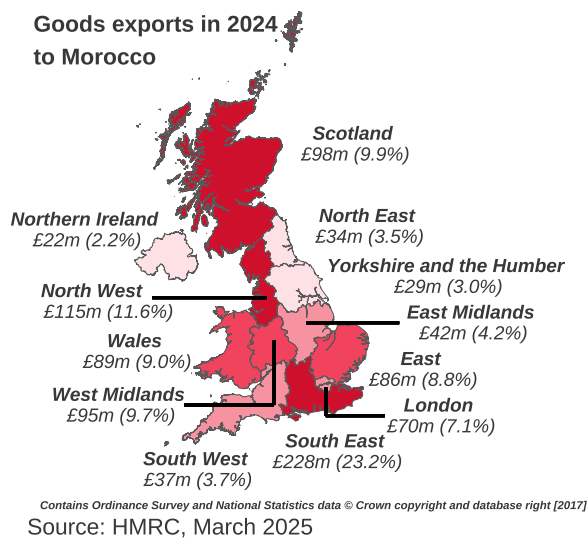 Goods exports in 2024
to Morocco
Scotland
£98m (9.9%)
Northern Ireland
£22m (2.2%)
North East
£34m (3.5%)
Yorkshire and the Humber
£29m (3.0%)
North West
£115m (11.6%)
East Midlands
£42m (4.2%)
Wales
£89m (9.0%)
East
£86m (8.8%)
West Midlands
£95m (9.7%)
London
£70m (7.1%)
South East
£228m (23.2%)
South West
£37m (3.7%)
Contains Ordinance Survey and National Statistics data © Crown copyright and database right [2017]
Source: HMRC, March 2025